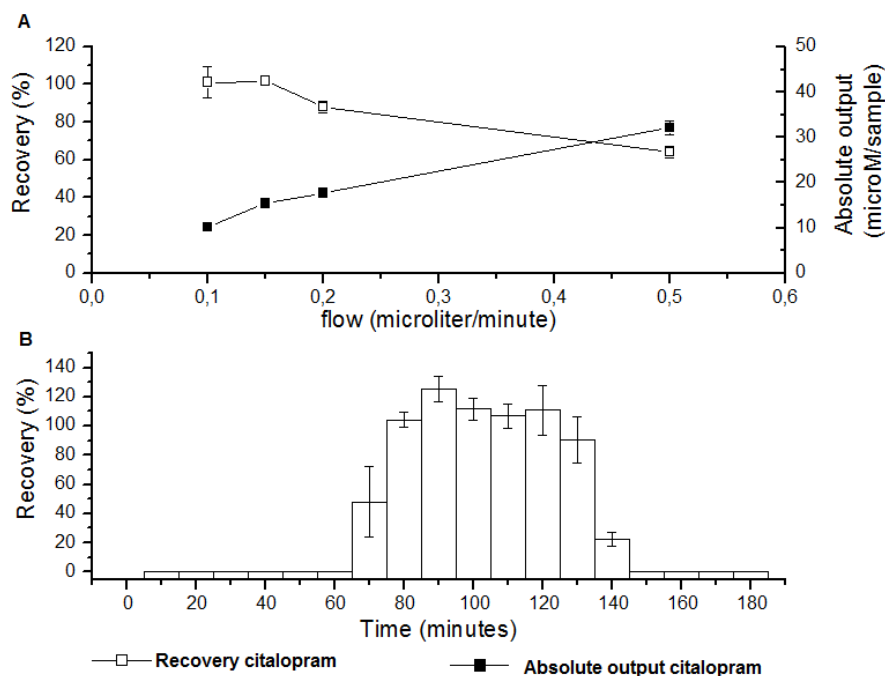 A
Recovery (%)
120
100
80
60
40
20
0
50
40
30
20
10
0
Absolute output
(microM/sample)
0,0 0,1 0,2 0,3 0,4 0,5 0,6
flow (microliter/minute)
B
Recovery (%)
140
120
100
80
60
40
20
0
0 20 40 60 80 100 120 140 160 180
Time (minutes)
Recovery citalopram Absolute output citalopram